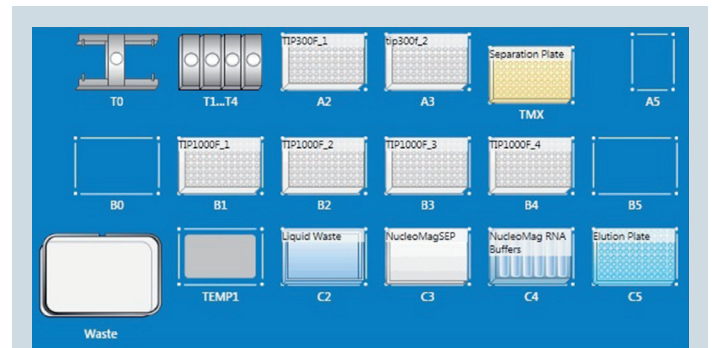 TIP300F_1
tip300f_2
Separation Plate
T0
T1...T4
A2
A3
TMX
A5
TIP1000F_1
TIP1000F_2
TIP1000F_3
TIP1000F_4
B0
B1
B2
B3
B4
B5
Liquid Waste
NucleoMagSEP
NucleoMag RNA
Buffers
Elution Plate
TEMP1
C2
C3
C4
C5
Waste